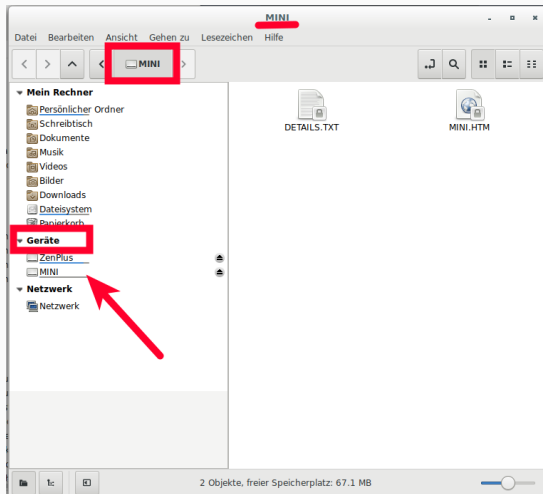 MINI
Datei Bearbeiten Ansicht Gehen zu Lesezeichen Hilfe
MINI
Mein Rechner
Persönlicher Ordner
Schreibtisch
Dokumente
Musik
Videos
Bilder
Downloads
Dateisystem
Papierkorb
Geräte
ZenPlus
MINI
Netzwerk
Netzwerk
DETAILS.TXT
MINI.HTM
2 Objekte, freier Speicherplatz: 67.1 MB